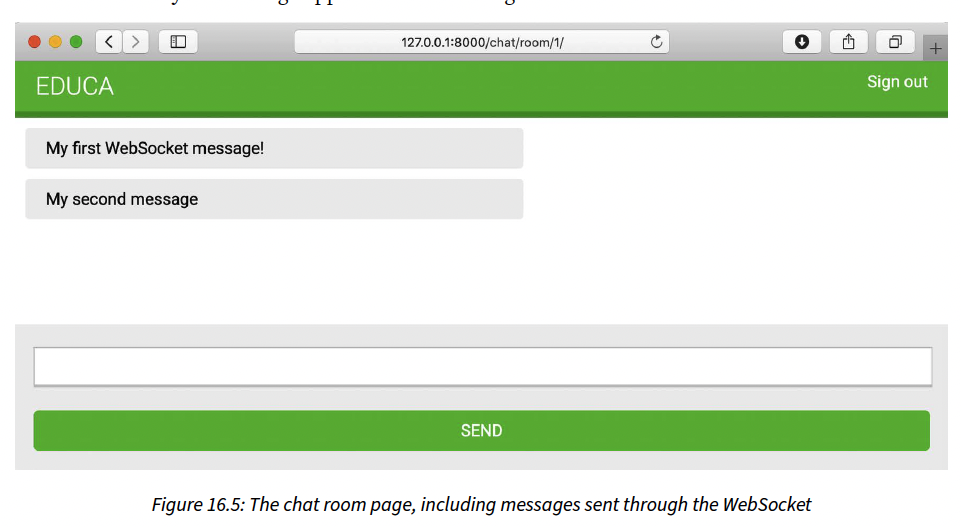 127.0.0.1:8000/chat/room/1/
EDUCA
Sign out
My first WebSocket message!
My second message
SEND
Figure 16.5: The chat room page, including messages sent through the WebSocket